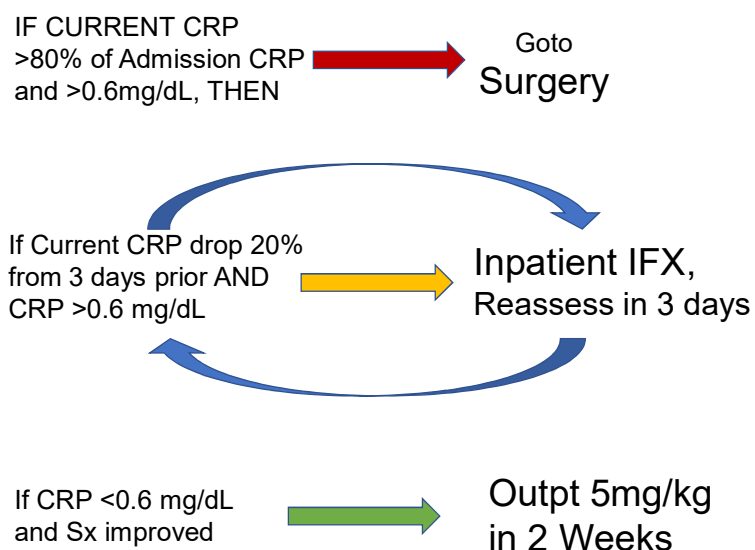 IF CURRENT CRP
>80% of Admission CRP
and >0.6mg/dL, THEN
Goto
Surgery
If Current CRP drop 20%
from 3 days prior AND
CRP >0.6 mg/dL
Inpatient IFX,
Reassess in 3 days
If CRP <0.6 mg/dL
and Sx improved
Outpt 5mg/kg
in 2 Weeks